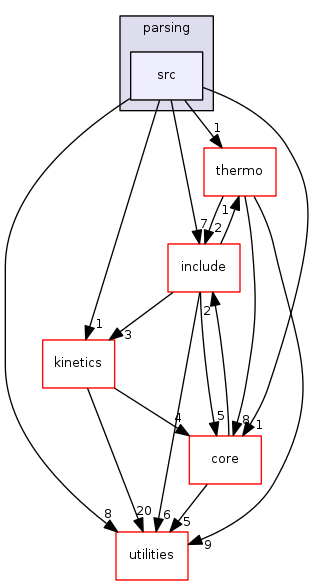 parsing
src
1
thermo
7
2
1
include
2
1
3
kinetics
4
5
8
1
core
8
20
6
5
9
utilities